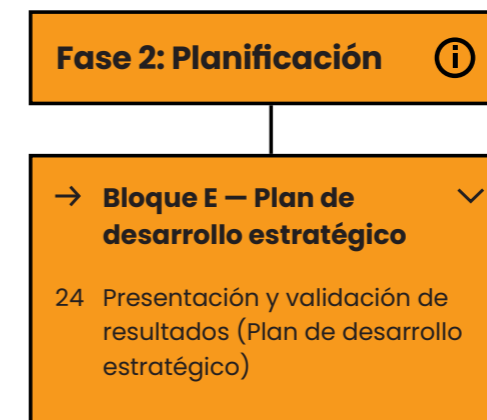 Fase 2: Planificación
→ Bloque E — Plan de
desarrollo estratégico
24 Presentación y validación de
resultados (Plan de desarrollo
estratégico)